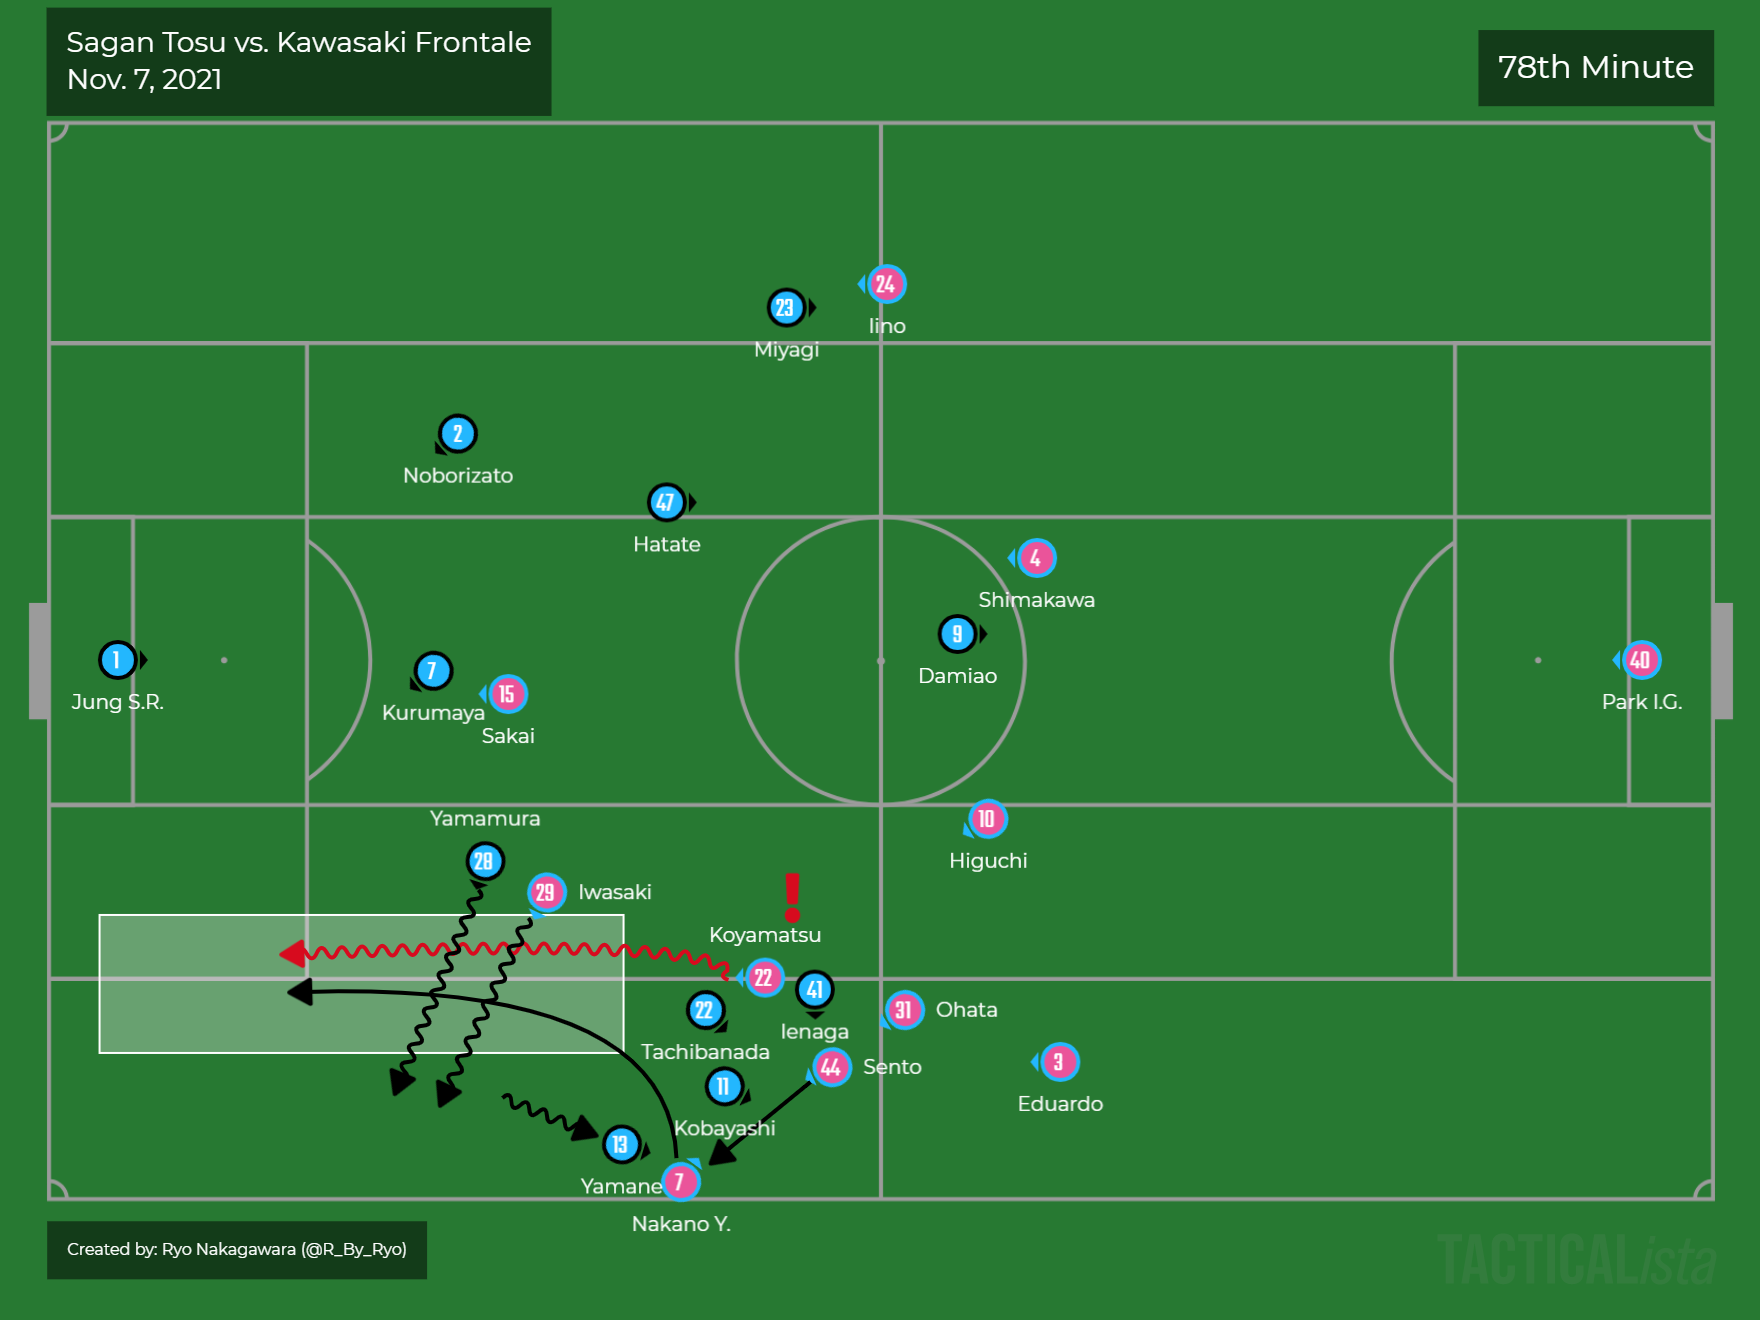 Sagan Tosu vs. Kawasaki Frontale
Nov. 7, 2021
78th Minute
24
Iino
23
Miyagi
2
Noborizato
47
Hatate
4
Shimakawa
9
Damiao
1
Jung S.R.
7
Kurumaya
15
Sakai
40
Park I.G.
Yamamura
28
29
Iwasaki
10
Higuchi
!
Koyamatsu
22
41
Ienaga
22
Tachibanada
31
Ohata
44
Sento
3
Eduardo
11
Kobayashi
13
Yamane
7
Nakano Y.
Created by: Ryo Nakagawara (@R_By_Ryo)
TACTICALista